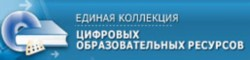 ЕДИНАЯ КОЛЛЕКЦИЯ
ЦИФРОВЫХ
ОБРАЗОВАТЕЛЬНЫХ РЕСУРСОВ